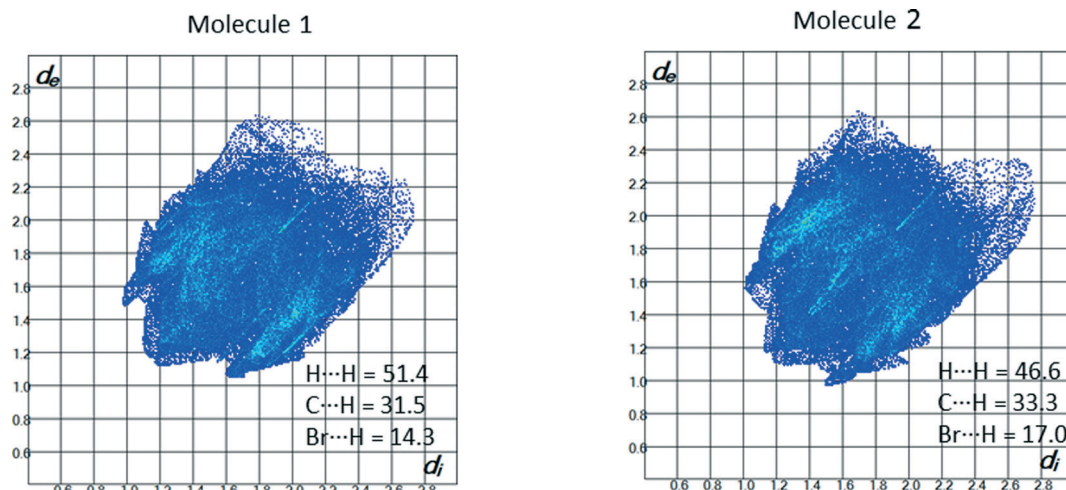 Molecule 1
de
2.8
2.6
2.4
2.2
2.0
1.8
1.6
1.4
1.2
1.0
0.8
0.6
H···H = 51.4
C···H = 31.5
Br···H = 14.3
di
0.6 0.8 1.0 1.2 1.4 1.6 1.8 2.0 2.2 2.4 2.6 2.8
Molecule 2
de
2.8
2.6
2.4
2.2
2.0
1.8
1.6
1.4
1.2
1.0
0.8
0.6
H···H = 46.6
C···H = 33.3
Br···H = 17.0
di
0.6 0.8 1.0 1.2 1.4 1.6 1.8 2.0 2.2 2.4 2.6 2.8